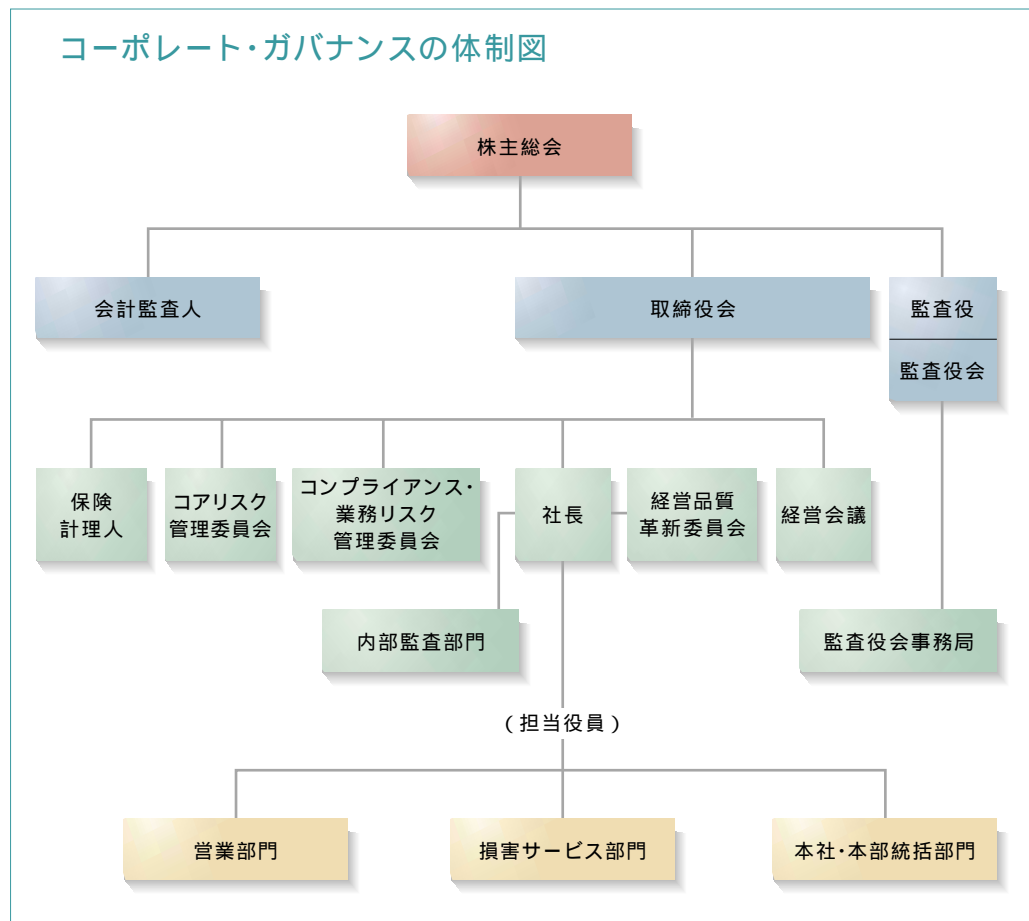 コーポレート・ガバナンスの体制図
株主総会
会計監査人
取締役会
監査役
監査役会
保険
計理人
コアリスク
管理委員会
コンプライアンス・
業務リスク
管理委員会
社長
経営品質
革新委員会
経営会議
内部監査部門
監査役会事務局
(担当役員)
営業部門
損害サービス部門
本社・本部統括部門